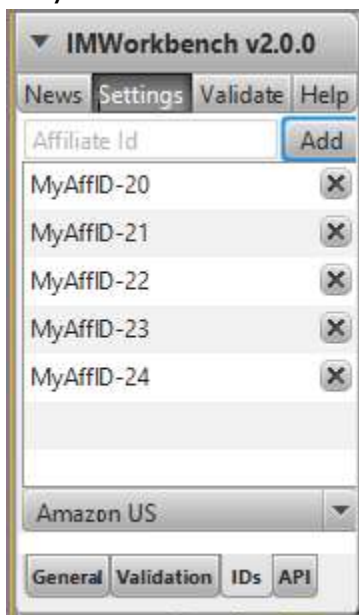 IMWorkbench v2.0.0
News Settings Validate Help
Affiliate Id Add
MyAffID-20
MyAffID-21
MyAffID-22
MyAffID-23
MyAffID-24
Amazon US
General Validation IDs API